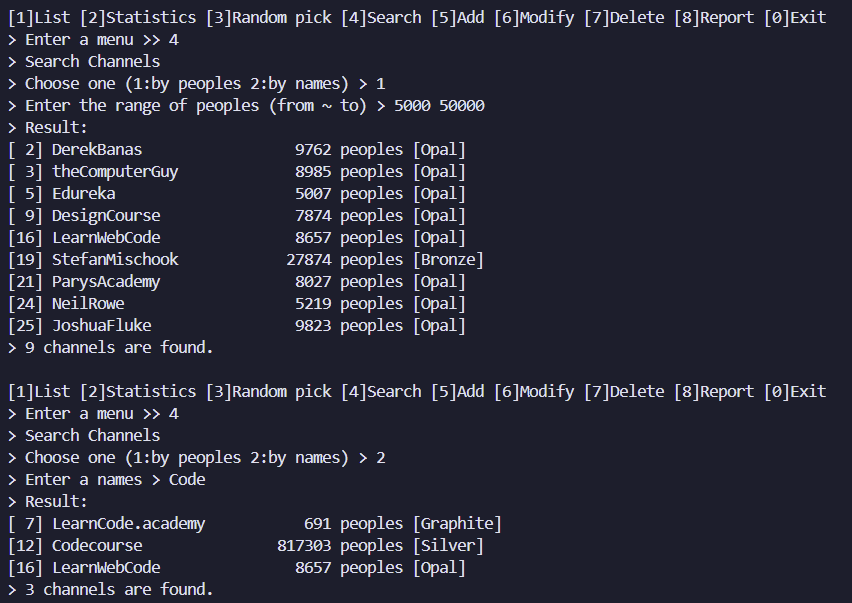 [1]List [2]Statistics [3]Random pick [4]Search [5]Add [6]Modify [7]Delete [8]Report [0]Exit
> Enter a menu >> 4
> Search Channels
> Choose one (1:by peoples 2:by names) > 1
> Enter the range of peoples (from ~ to) > 5000 50000
> Result:
[ 2] DerekBanas                 9762 peoples [Opal]
[ 3] theComputerGuy             8985 peoples [Opal]
[ 5] Edureka                    5007 peoples [Opal]
[ 9] DesignCourse               7874 peoples [Opal]
[16] LearnWebCode               8657 peoples [Opal]
[19] StefanMischook            27874 peoples [Bronze]
[21] ParysAcademy               8027 peoples [Opal]
[24] NeilRowe                   5219 peoples [Opal]
[25] JoshuaFluke                9823 peoples [Opal]
> 9 channels are found.

[1]List [2]Statistics [3]Random pick [4]Search [5]Add [6]Modify [7]Delete [8]Report [0]Exit
> Enter a menu >> 4
> Search Channels
> Choose one (1:by peoples 2:by names) > 2
> Enter a names > Code
> Result:
[ 7] LearnCode.academy           691 peoples [Graphite]
[12] Codecourse               817303 peoples [Silver]
[16] LearnWebCode               8657 peoples [Opal]
> 3 channels are found.